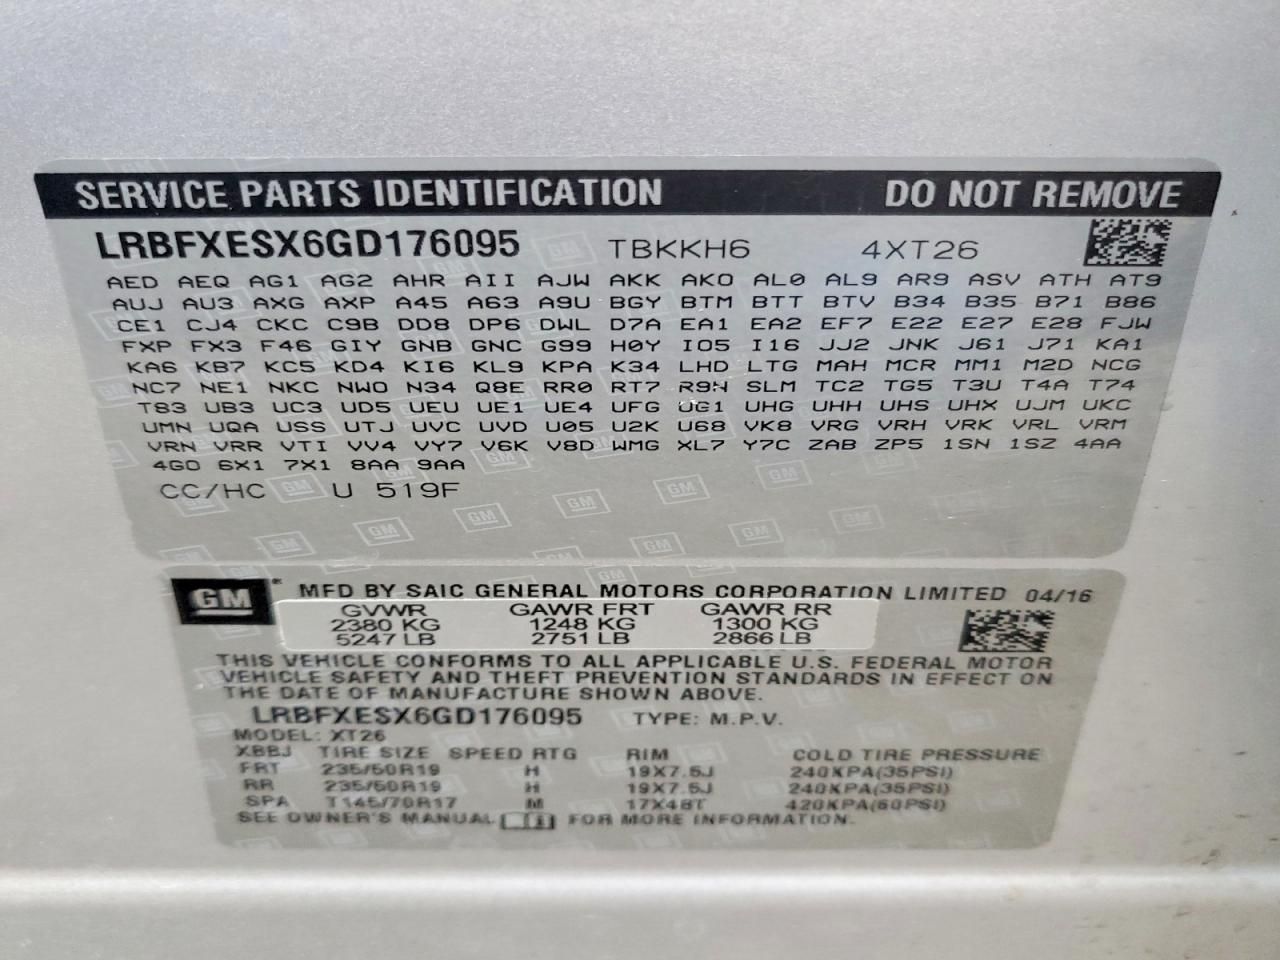 SERVICE PARTS IDENTIFICATION DO NOT REMOVE
LRBFXESX6GD176095 TBKKH6 4XT26
AED AEQ AG1 AG2 AHR AII AJW AKK AKO AL0 AL9 AR9 ASV ATH AT9
AUJ AU3 AXG AXP A45 A63 A9U BGY BTM BTT BTV B34 B35 B71 B86
CE1 CJ4 CKC C9B DD8 DP6 DWL D7A EA1 EA2 EF7 E22 E27 E28 FJW
FXP FX3 F46 GIY GNB GNC G99 H0Y IO5 I16 JJ2 JNK J61 J71 KA1
KA6 KB7 KC5 KD4 KI6 KL9 KPA K34 LHD LTG MAH MCR MM1 M2D NCG
NC7 NE1 NKC NWO N34 Q8E RR0 RT7 R9N SLM TC2 TG5 T3U T4A T74
T83 UB3 UC3 UD5 UEU UE1 UE4 UFG UG1 UHG UHH UHS UHX UJM UKC
UMN UQA USS UTJ UVC UVD U05 U2K U68 VK8 VRG VRH VRK VRL VRM
VRN VRR VTI VV4 VY7 V6K V8D WMG XL7 Y7C ZAB ZP5 1SN 1SZ 4AA
4GO 6X1 7X1 8AA 9AA
CC/HC U 519F
GM MFD BY SAIC GENERAL MOTORS CORPORATION LIMITED 04/16
GVWR GAWR FRT GAWR RR
2380 KG 1248 KG 1300 KG
5247 LB 2751 LB 2866 LB
THIS VEHICLE CONFORMS TO ALL APPLICABLE U.S. FEDERAL MOTOR
VEHICLE SAFETY AND THEFT PREVENTION STANDARDS IN EFFECT ON
THE DATE OF MANUFACTURE SHOWN ABOVE.
LRBFXESX6GD176095 TYPE: M.P.V.
MODEL: XT26
XBBJ TIRE SIZE SPEED RTG RIM COLD TIRE PRESSURE
FRT 235/50R19 H 19X7.5J 240KPA(35PSI)
RR 235/50R19 H 19X7.5J 240KPA(35PSI)
SPA T145/70R17 M 17X4BT 420KPA(60PSI)
SEE OWNER'S MANUAL FOR MORE INFORMATION.